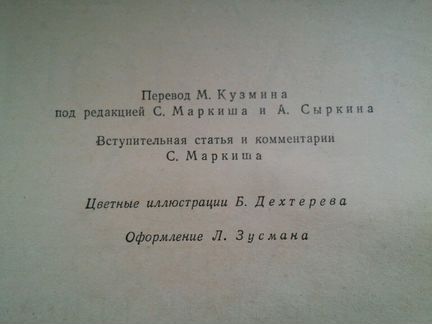 Перевод М. Кузмина
под редакцией С. Маркиша и А. Сыркина
Вступительная статья и комментарии
С. Маркиша
Цветные иллюстрации Б. Дехтерева
Оформление Л. Зусмана